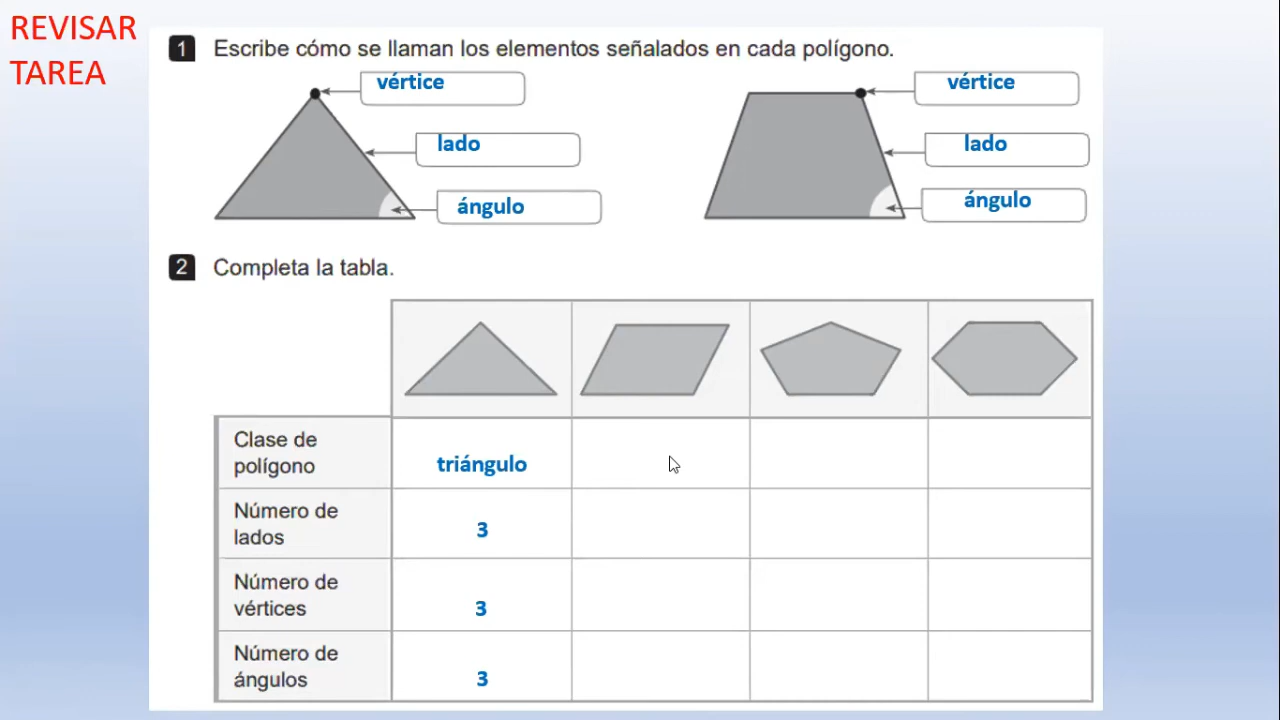 REVISAR
TAREA
1 Escribe cómo se llaman los elementos señalados en cada polígono.
vértice
lado
ángulo
vértice
lado
ángulo
2 Completa la tabla.
Clase de
polígono
triángulo
Número de
lados
3
Número de
vértices
3
Número de
ángulos
3